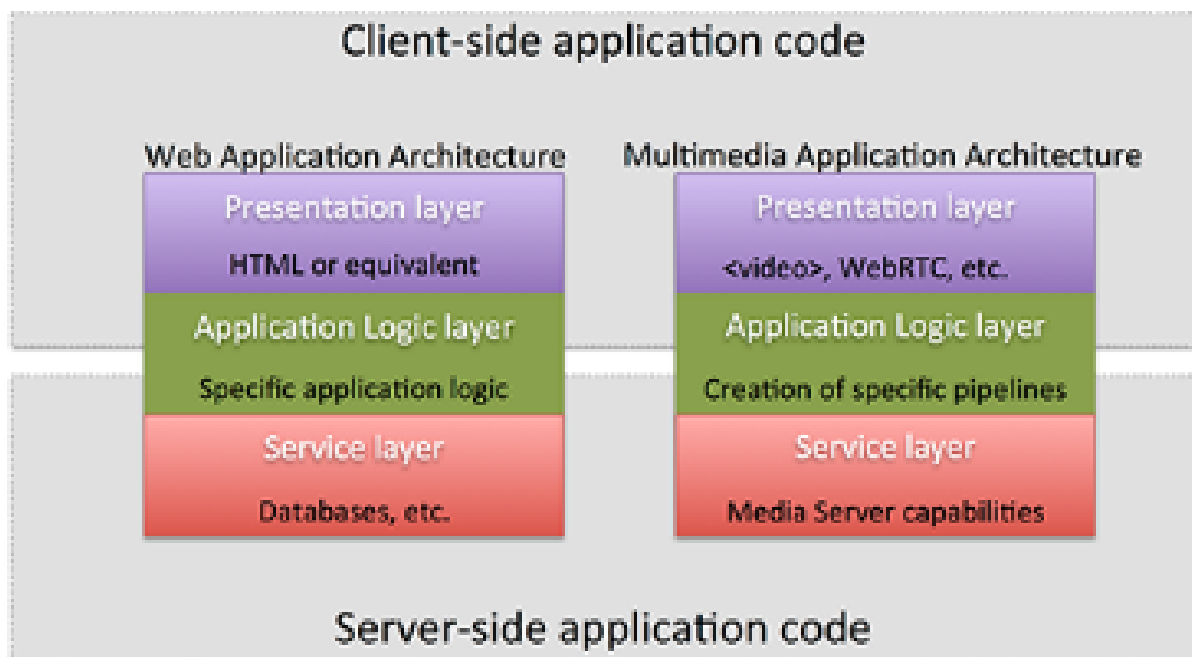 Client-side application code
Web Application Architecture
Presentation layer
HTML or equivalent
Application Logic layer
Specific application logic
Service layer
Databases, etc.
Multimedia Application Architecture
Presentation layer
<video>, WebRTC, etc.
Application Logic layer
Creation of specific pipelines
Service layer
Media Server capabilities
Server-side application code